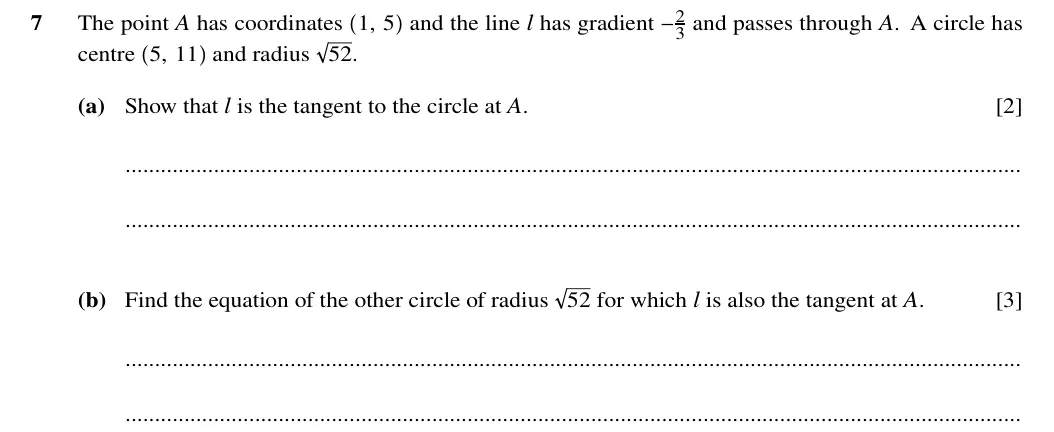 7 The point A has coordinates (1, 5) and the line l has gradient −2/3 and passes through A. A circle has
centre (5, 11) and radius √52.
(a) Show that l is the tangent to the circle at A. [2]
(b) Find the equation of the other circle of radius √52 for which l is also the tangent at A. [3]